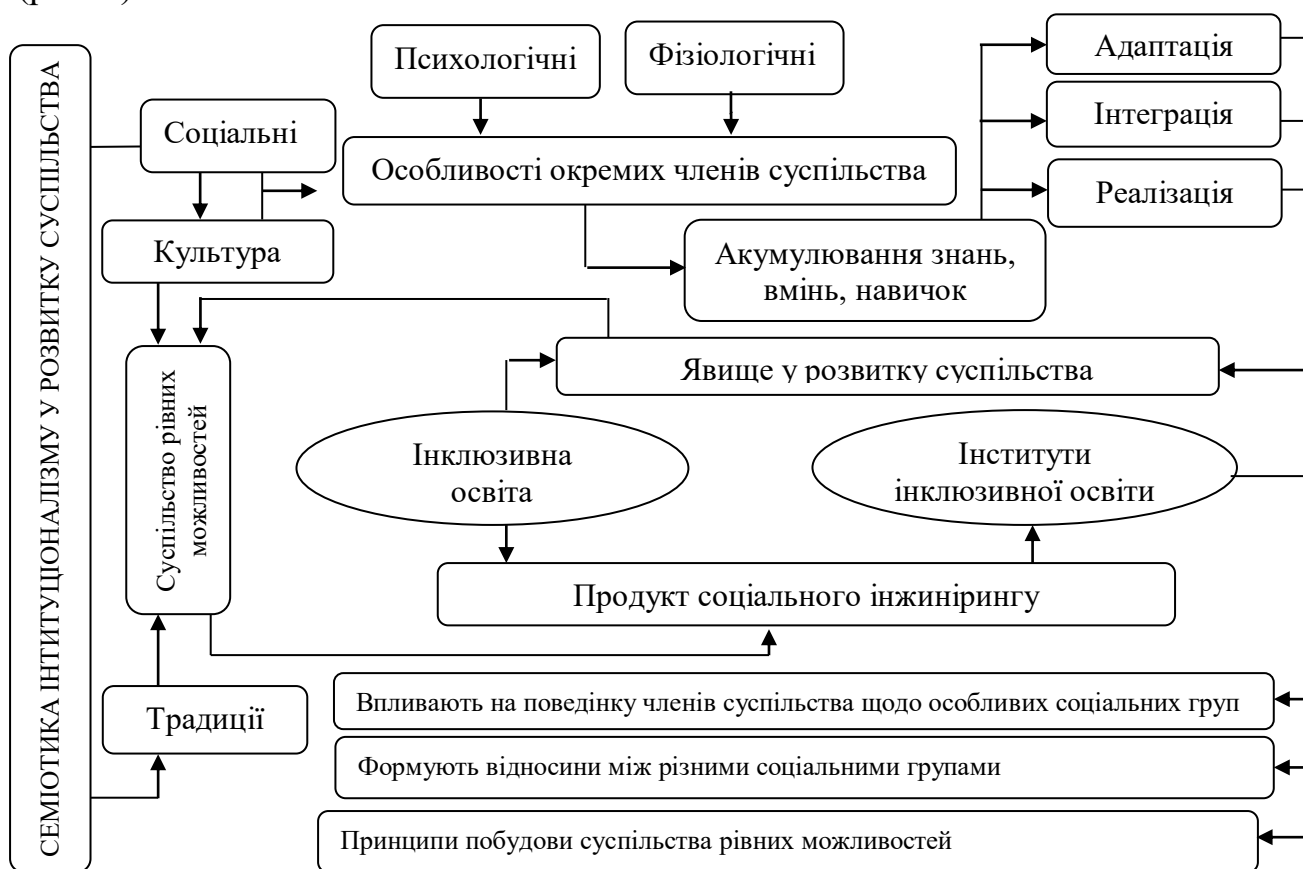 СЕМІОТИКА ІНТИТУЦІОНАЛІЗМУ У РОЗВИТКУ СУСПІЛЬСТВА
Психологічні
Фізіологічні
Адаптація
Соціальні
Інтеграція
Особливості окремих членів суспільства
Реалізація
Культура
Акумулювання знань,
вмінь, навичок
Явище у розвитку суспільства
Суспільство рівних
можливостей
Інклюзивна
освіта
Інститути
інклюзивної освіти
Продукт соціального інжинірингу
Традиції
Впливають на поведінку членів суспільства щодо особливих соціальних груп
Формують відносини між різними соціальними групами
Принципи побудови суспільства рівних можливостей